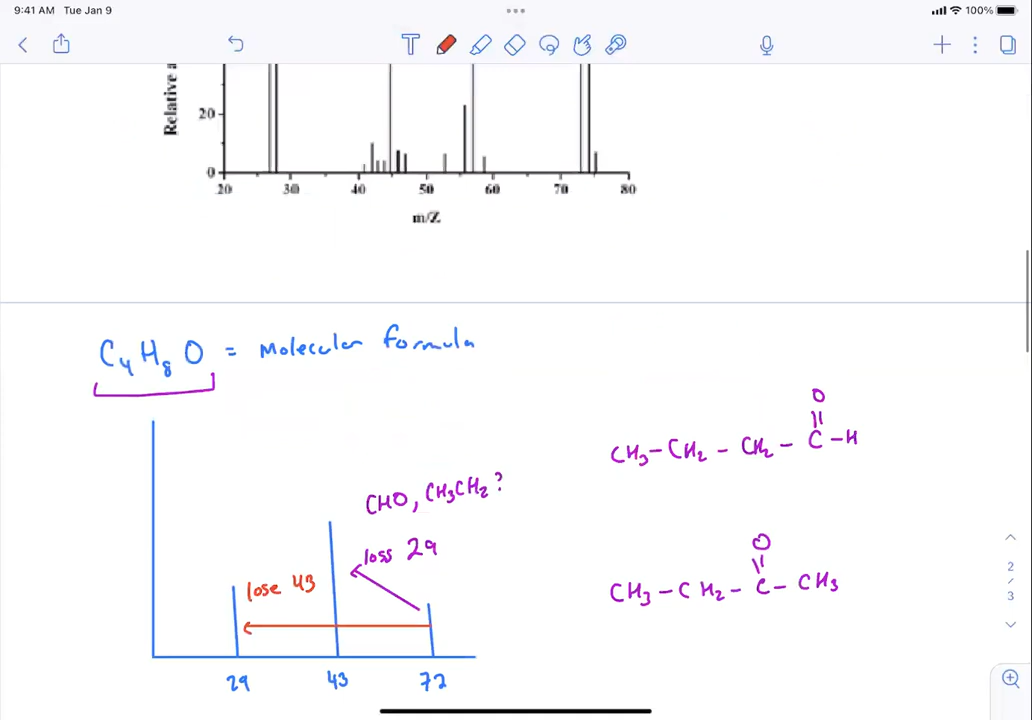 9:41 AM Tue Jan 9
100%
Relative a
20
0
20 30 40 50 60 70 80
m/Z
C4H8O = Molecular formula
CH3-CH2-CH2-C-H
O
CHO, CH3CH2?
loss 29
lose 43
CH3-CH2-C-CH3
O
29 43 72
2
/
3